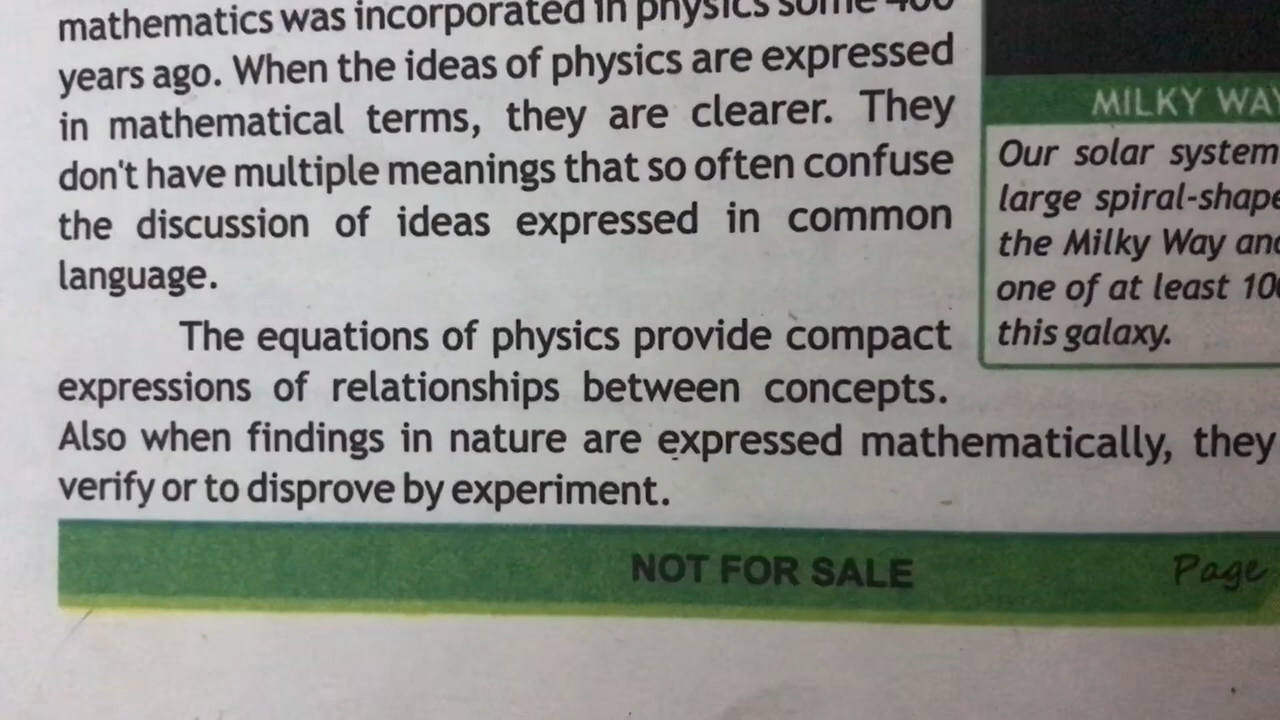 mathematics was incorporated in physics some 400
years ago. When the ideas of physics are expressed
in mathematical terms, they are clearer. They
don't have multiple meanings that so often confuse
the discussion of ideas expressed in common
language.
The equations of physics provide compact
expressions of relationships between concepts.
Also when findings in nature are expressed mathematically, they
verify or to disprove by experiment.
MILKY WAY
Our solar system
large spiral-shape
the Milky Way and
one of at least 10
this galaxy.
NOT FOR SALE
Page